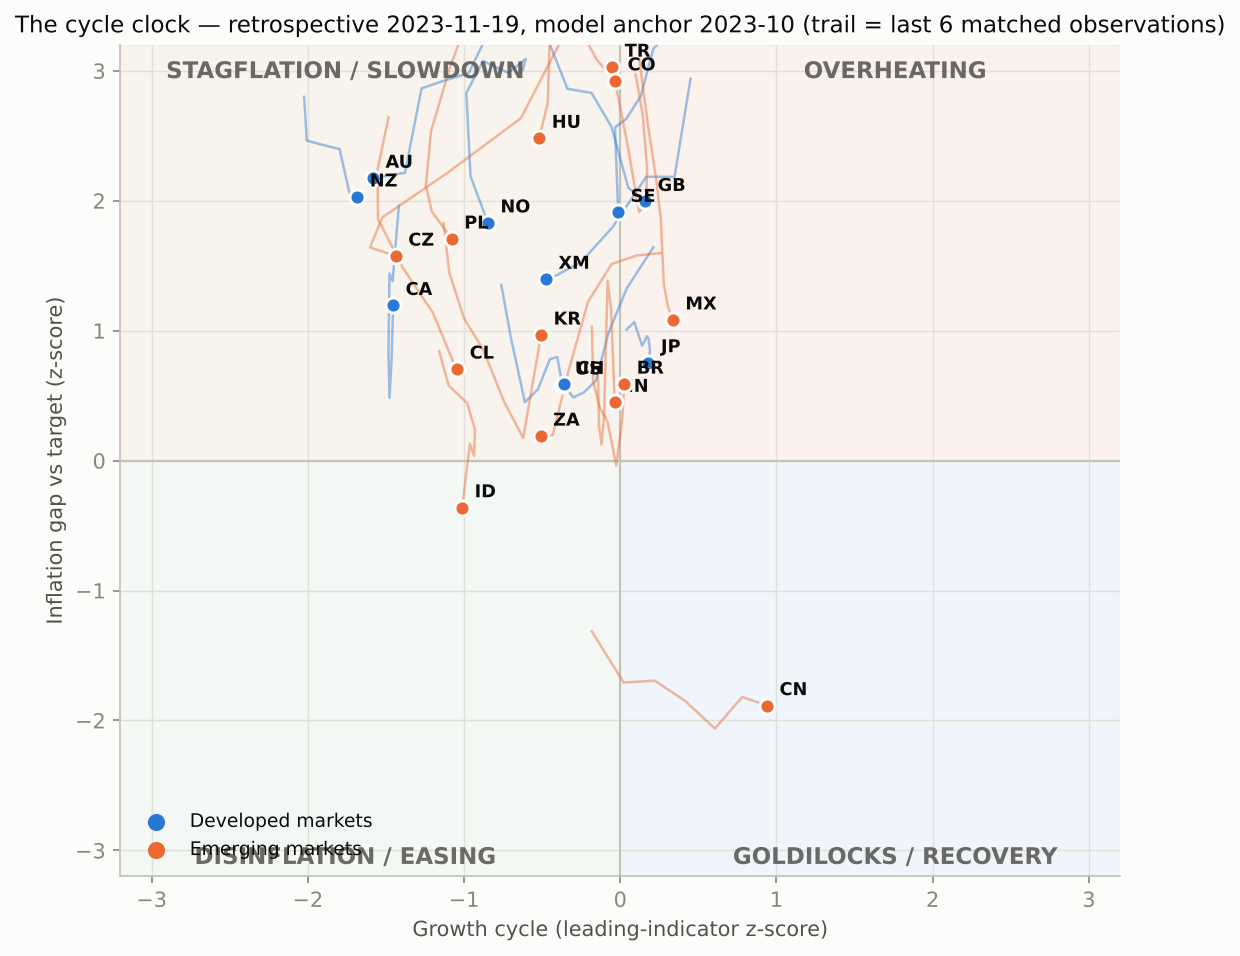 The cycle clock — retrospective 2023-11-19, model anchor 2023-10 (trail = last 6 matched observations)
STAGFLATION / SLOWDOWN
OVERHEATING
TR
CO
HU
AU
NZ
GB
SE
NO
PL
CZ
XM
CA
MX
KR
JP
CL
US
BR
ZA
ID
CN
Developed markets
Emerging markets
DISINFLATION / EASING
GOLDILOCKS / RECOVERY
3
2
1
0
−1
−2
−3
−3
−2
−1
0
1
2
3
Inflation gap vs target (z-score)
Growth cycle (leading-indicator z-score)